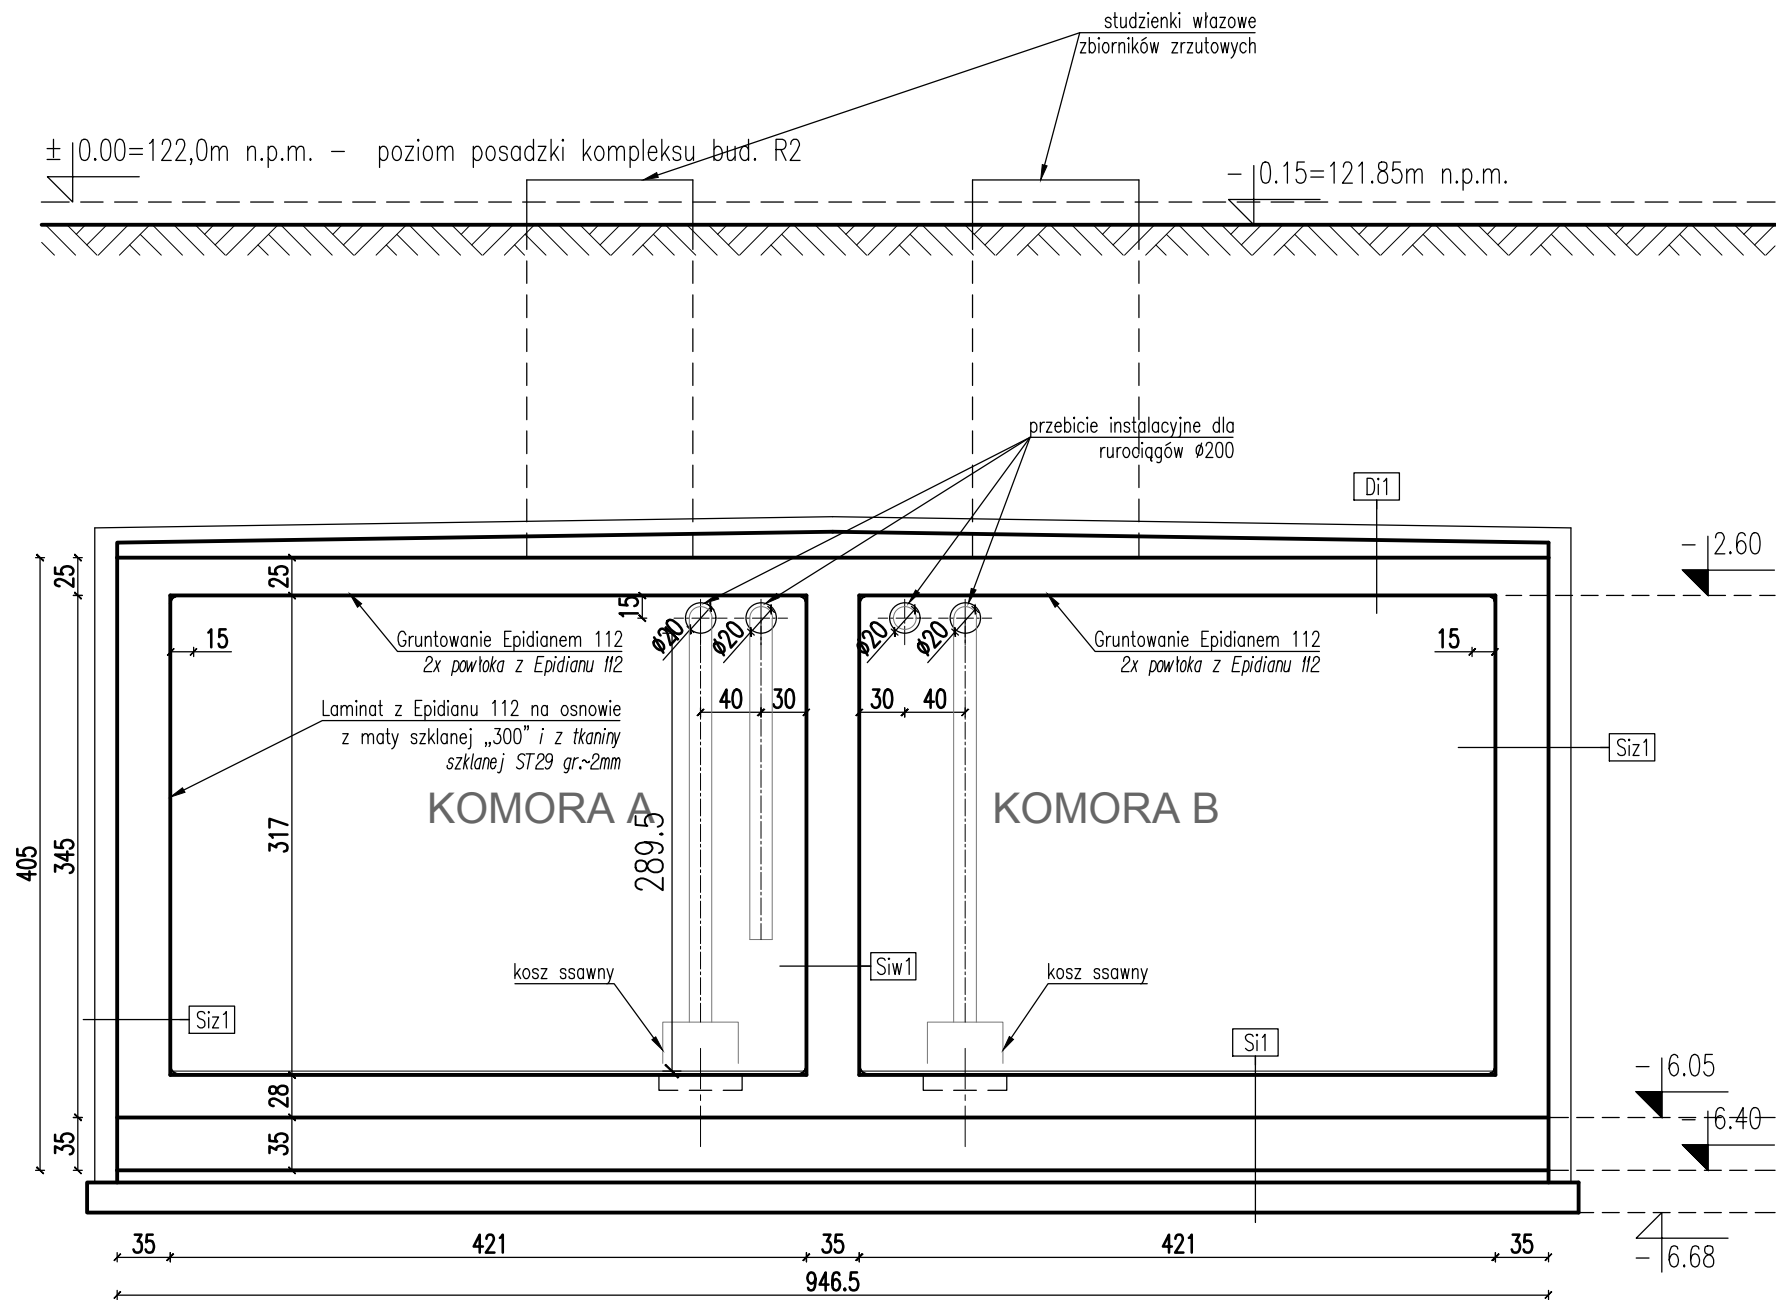 studzienki włazowe
zbiorników zrzutowych
± 0.00=122,0m n.p.m. – poziom posadzki kompleksu bud. R2
– 0.15=121.85m n.p.m.
przebicie instalacyjne dla
rurociągów Ø200
Di1
– 2.60
25
25
15
Ø20
Ø20
Ø20
Ø20
15
Gruntowanie Epidianem 112
2x powłoka z Epidianu 112
Gruntowanie Epidianem 112
2x powłoka z Epidianu 112
15
40
30
30
40
Laminat z Epidianu 112 na osnowie
z maty szklanej „300” i z tkaniny
szklanej ST29 gr.~2mm
Siz1
KOMORA A
KOMORA B
405
345
317
289.5
kosz ssawny
Siw1
kosz ssawny
Siz1
Si1
– 6.05
28
– 6.40
35
35
– 6.68
35
421
35
421
35
946.5